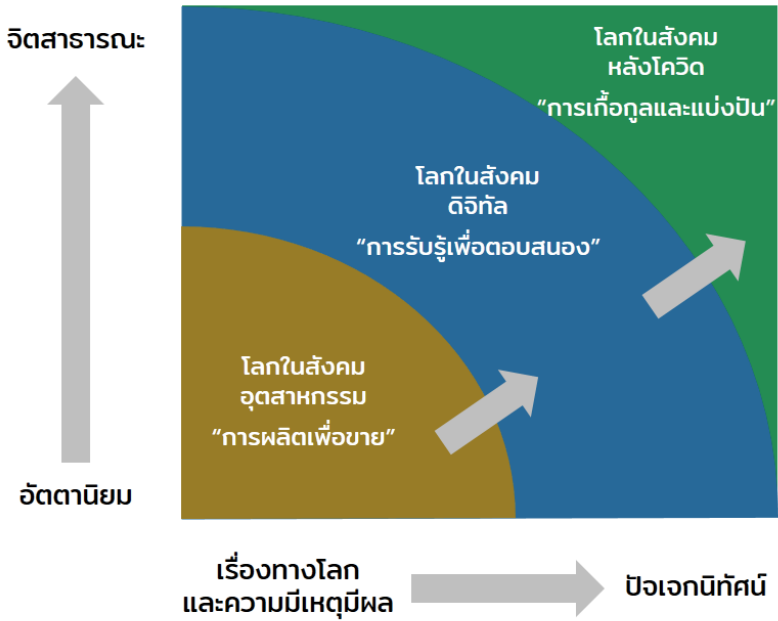 จิตสาธารณะ
โลกในสังคม
หลังโควิด
“การเกื้อกูลและแบ่งปัน”
โลกในสังคม
ดิจิทัล
“การรับรู้เพื่อตอบสนอง”
โลกในสังคม
อุตสาหกรรม
“การผลิตเพื่อขาย”
อัตตานิยม
เรื่องทางโลก
และความมีเหตุมีผล
ปัจเจกนิทัศน์